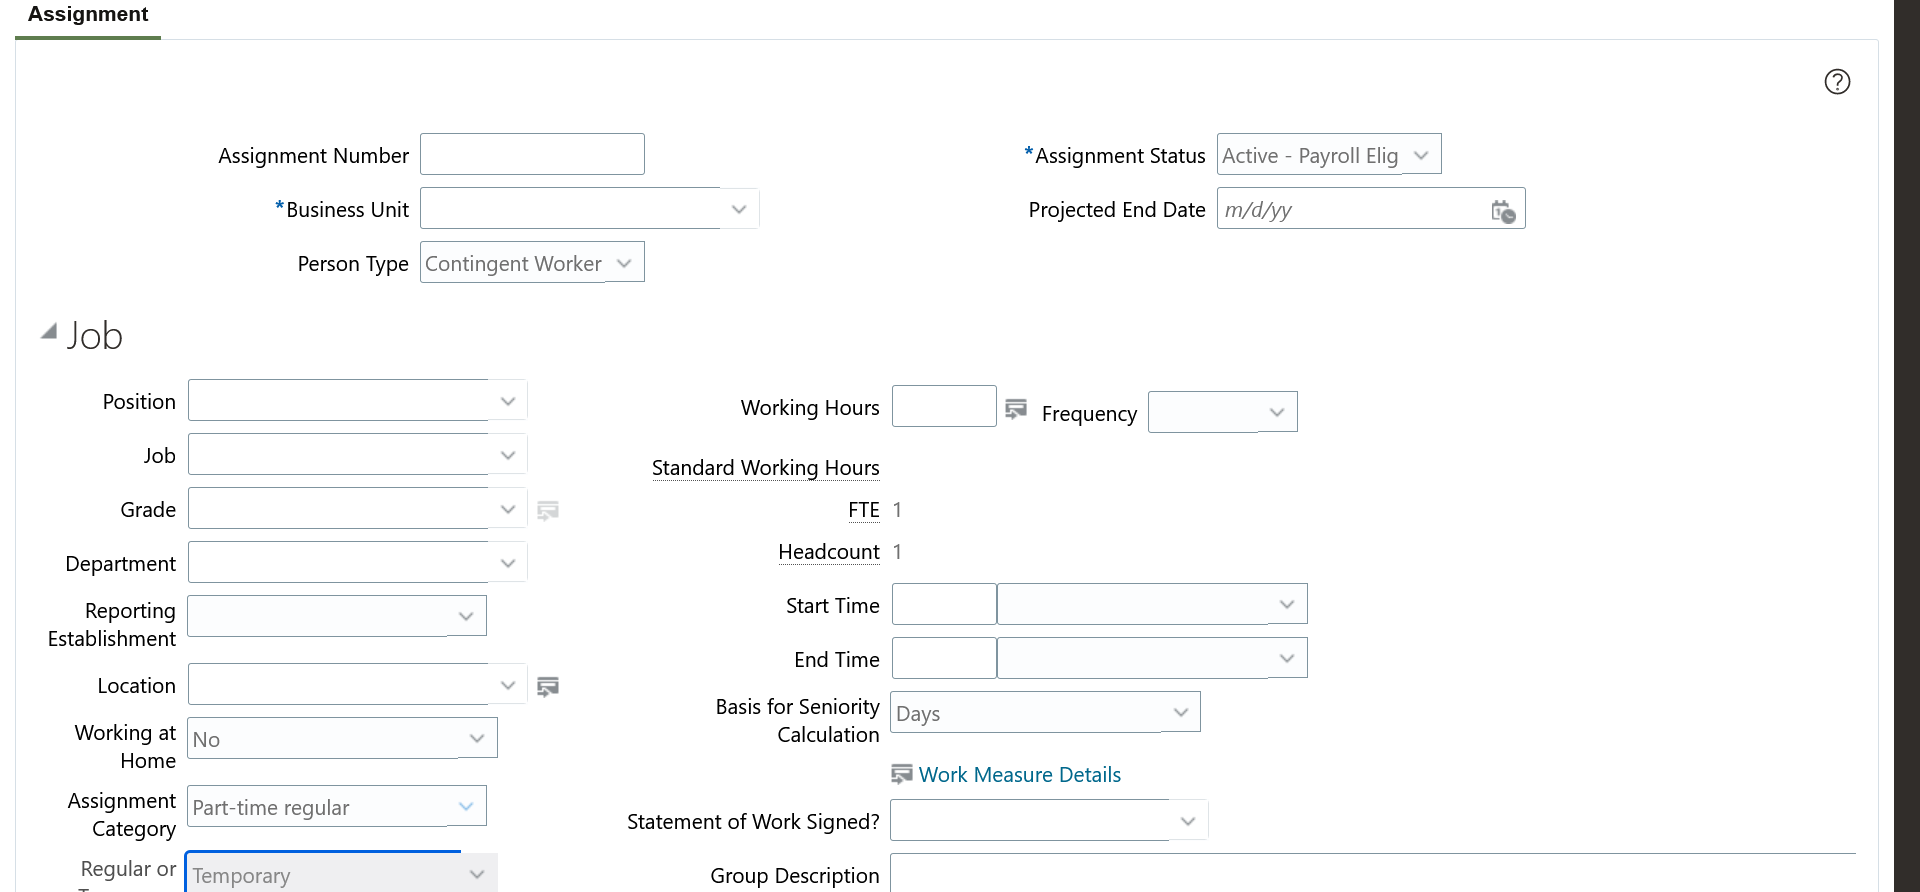 Assignment
Assignment Number
*Assignment Status Active - Payroll Elig
*Business Unit
Projected End Date m/d/yy
Person Type Contingent Worker
Job
Position
Working Hours
Frequency
Job
Standard Working Hours
Grade
FTE 1
Headcount 1
Department
Reporting
Establishment
Start Time
End Time
Location
Basis for Seniority
Calculation
Days
Working at
Home
No
Work Measure Details
Assignment
Category
Part-time regular
Statement of Work Signed?
Regular or
Temporary
Group Description